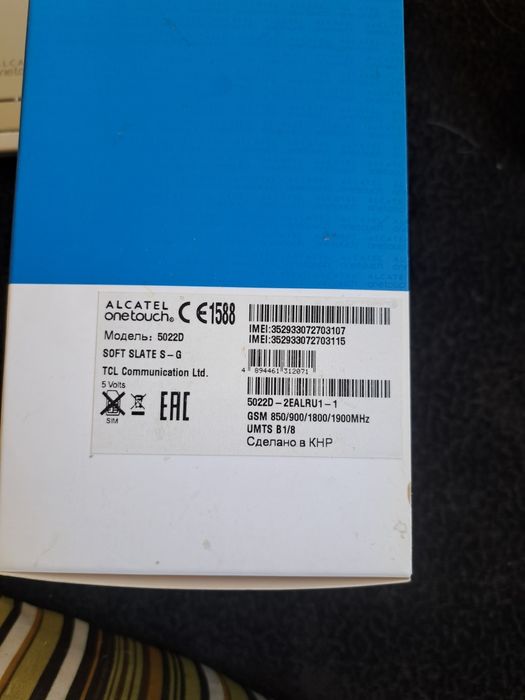 ALCATEL
onetouch®
CE1588
Модель: 5022D
SOFT SLATE S-G
TCL Communication Ltd.
5 Volts
SIM
EAC
IMEI:352933072703107
IMEI:352933072703115
4 894461 312071
5022D-2EALRU1-1
GSM 850/900/1800/1900MHz
UMTS B1/8
Сделано в КНР